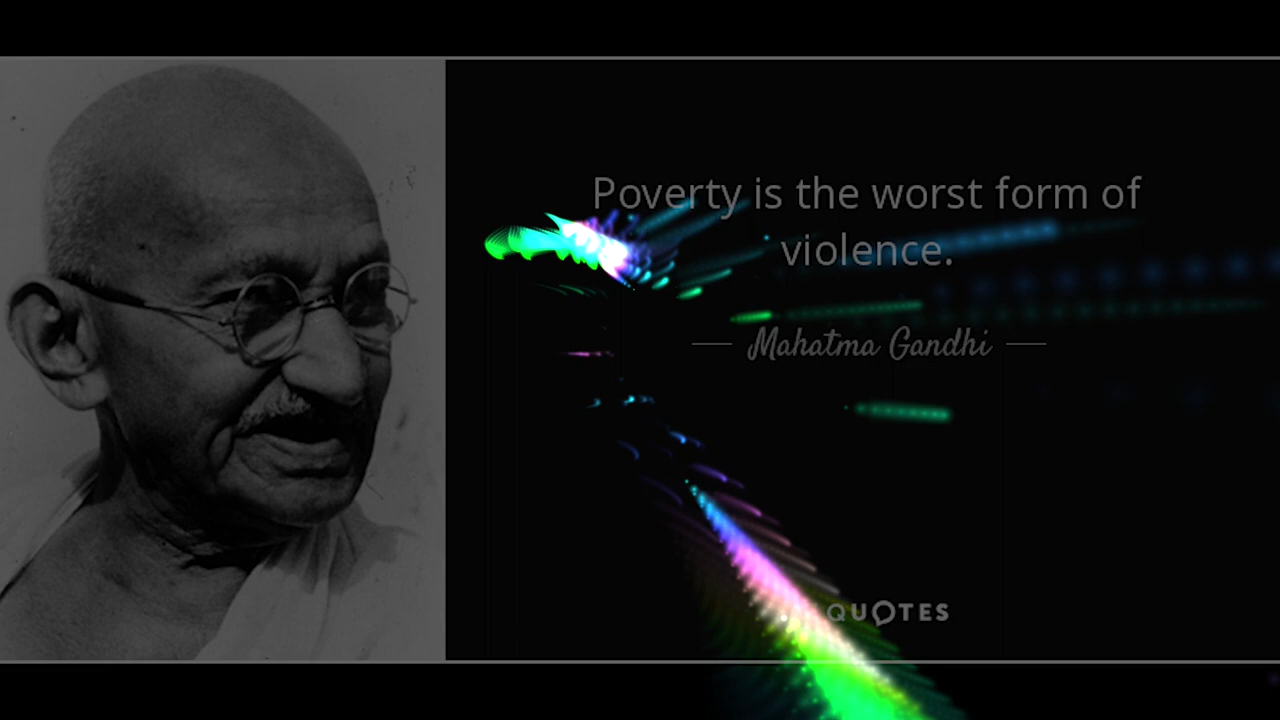 Poverty is the worst form of
violence.
Mahatma Gandhi
QUOTES